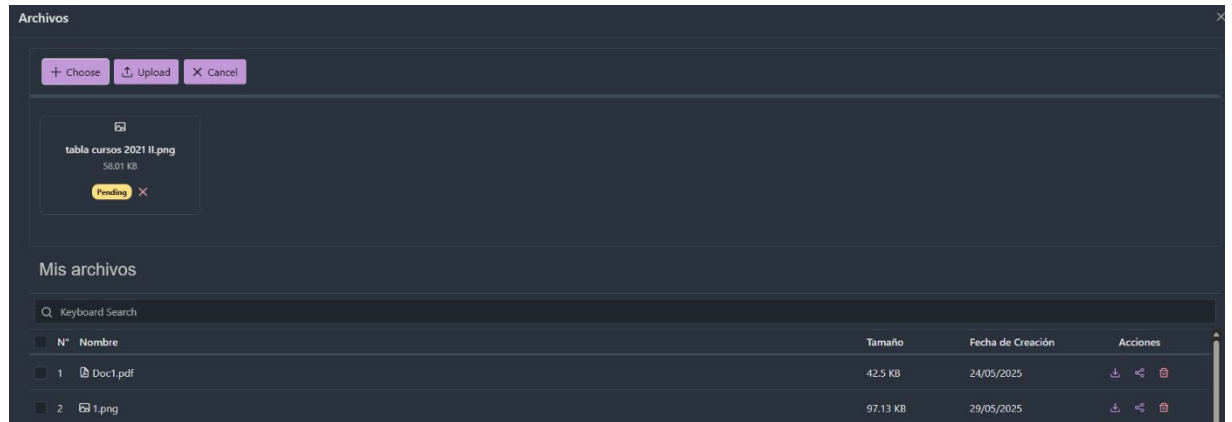 Archivos
Choose Upload Cancel
tabla cursos 2021 II.png
58.01 KB
Pending
Mis archivos
Keyboard Search
N° Nombre Tamaño Fecha de Creación Acciones
1 Doc1.pdf 42.5 KB 24/05/2025
2 1.png 97.13 KB 29/05/2025